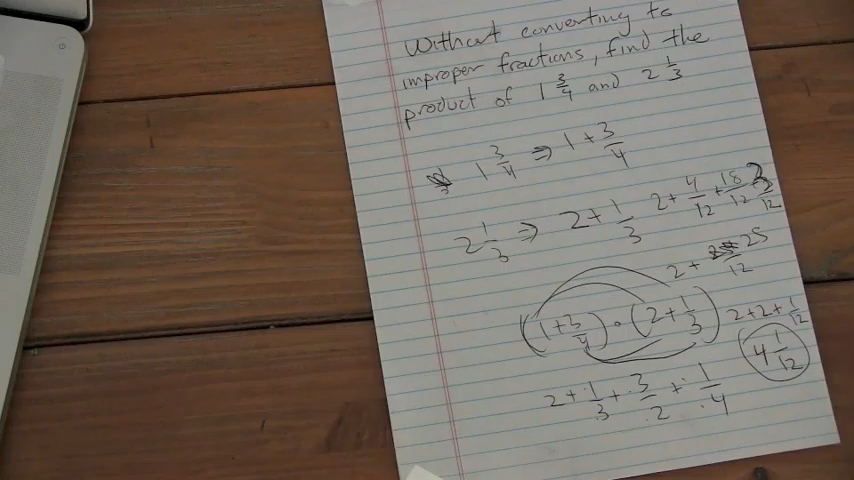 Without converting to
improper fractions, find the
product of 1 3/4 and 2 1/3
1 3/4 ⇒ 1 + 3/4
2 1/3 ⇒ 2 + 1/3
2 + 4/12 + 18/12 + 3/12
2 + 25/12
(1 + 3/4) • (2 + 1/3)
2 + 2 + 1/12
4 1/12
2 + 1/3 + 3/2 + 1/4